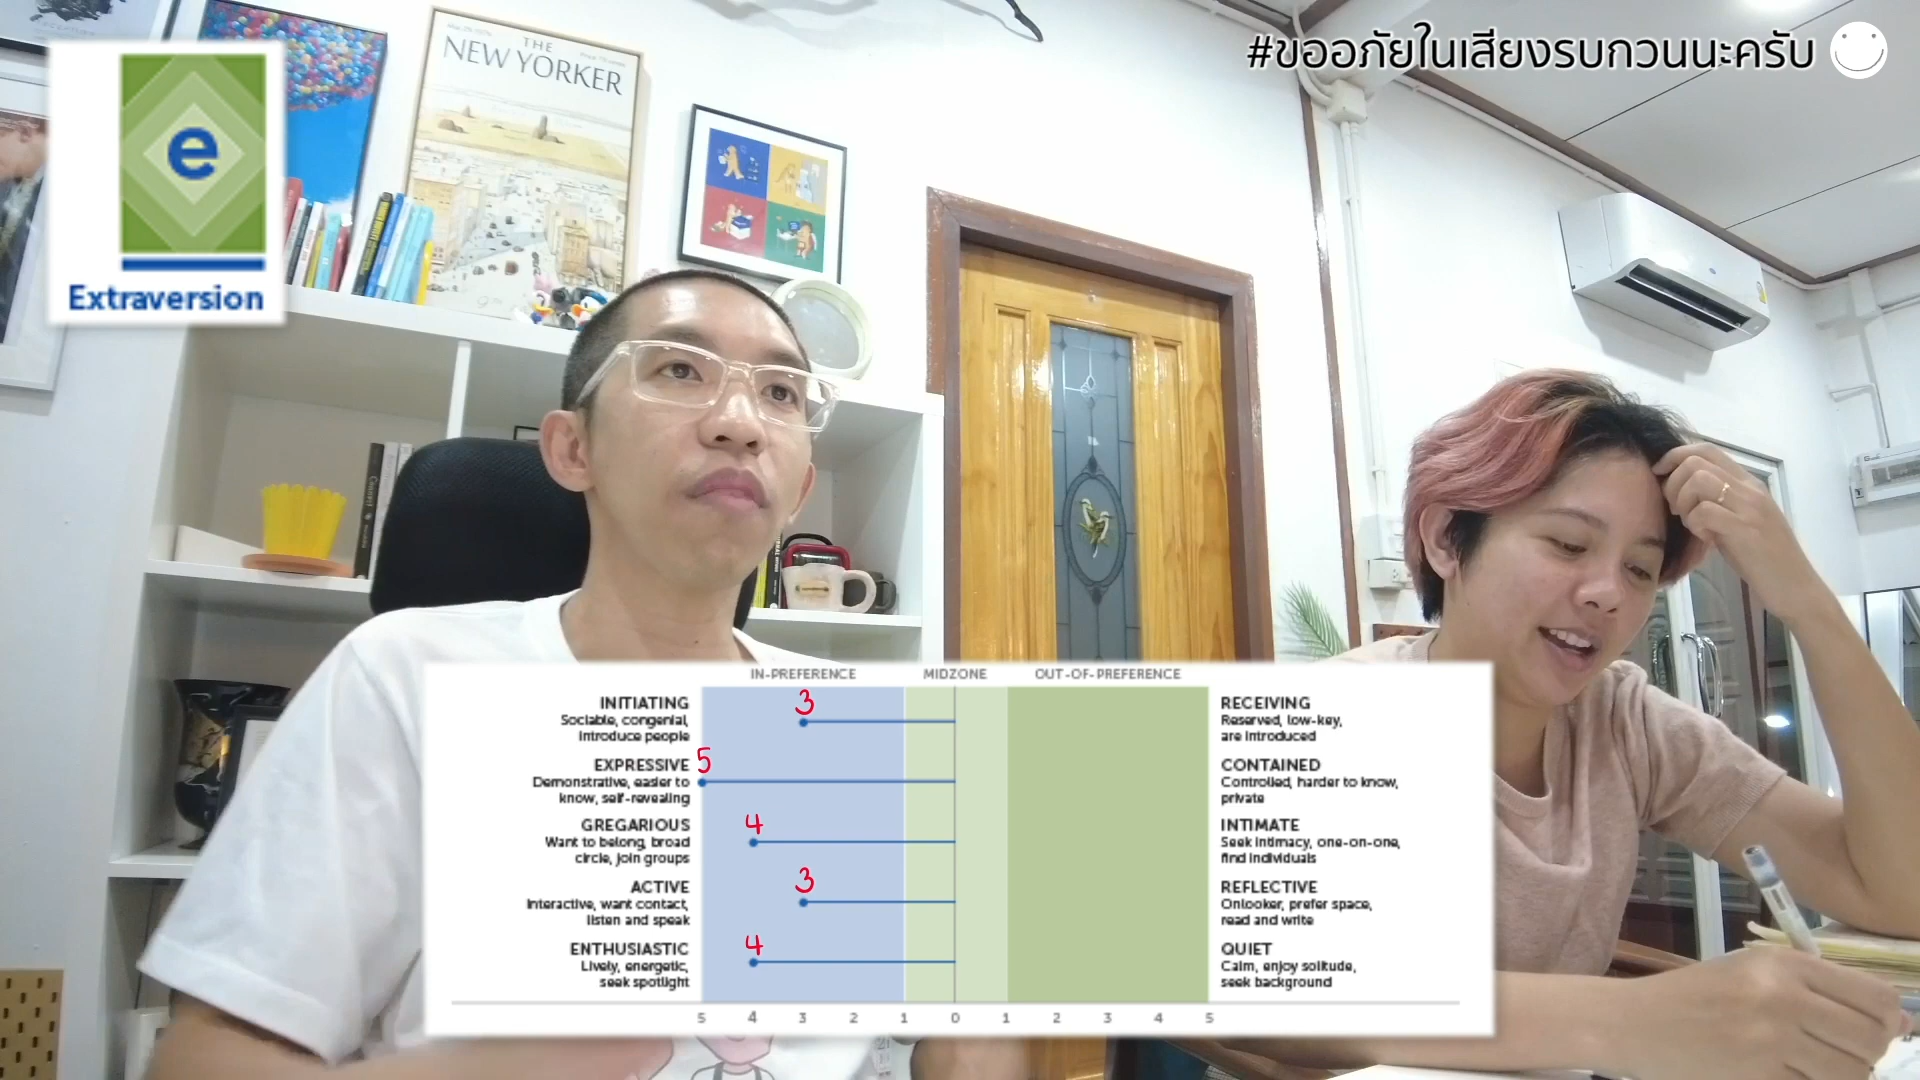 #ขออภัยในเสียงรบกวนนะครับ
THE
NEW YORKER
e
Extraversion
IN-PREFERENCE
MIDZONE
OUT-OF-PREFERENCE
INITIATING
Sociable, congenial,
introduce people
3
RECEIVING
Reserved, low-key,
are introduced
EXPRESSIVE
Demonstrative, easier to
know, self-revealing
5
CONTAINED
Controlled, harder to know,
private
GREGARIOUS
Want to belong, broad
circle, join groups
4
INTIMATE
Seek intimacy, one-on-one,
find individuals
ACTIVE
Interactive, want contact,
listen and speak
3
REFLECTIVE
Onlooker, prefer space,
read and write
ENTHUSIASTIC
Lively, energetic,
seek spotlight
4
QUIET
Calm, enjoy solitude,
seek background
5 4 3 2 1 0 1 2 3 4 5